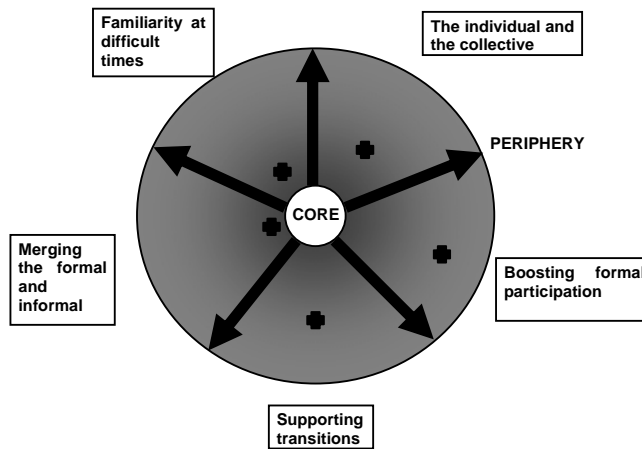 Familiarity at
difficult
times
The individual and
the collective
PERIPHERY
CORE
Merging
the formal
and
informal
Boosting formal
participation
Supporting
transitions